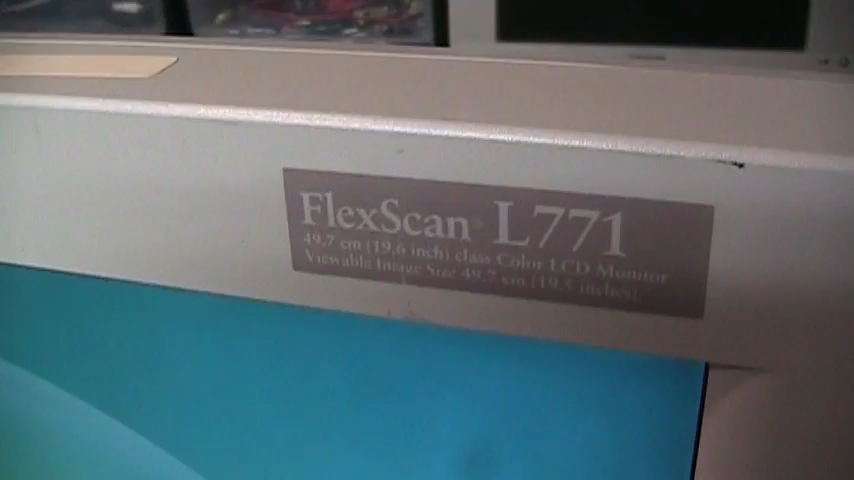 FlexScan L771
49.7 cm (19.6 inch) class Color LCD Monitor
Viewable Image Size 49.7 cm (19.5 inches)